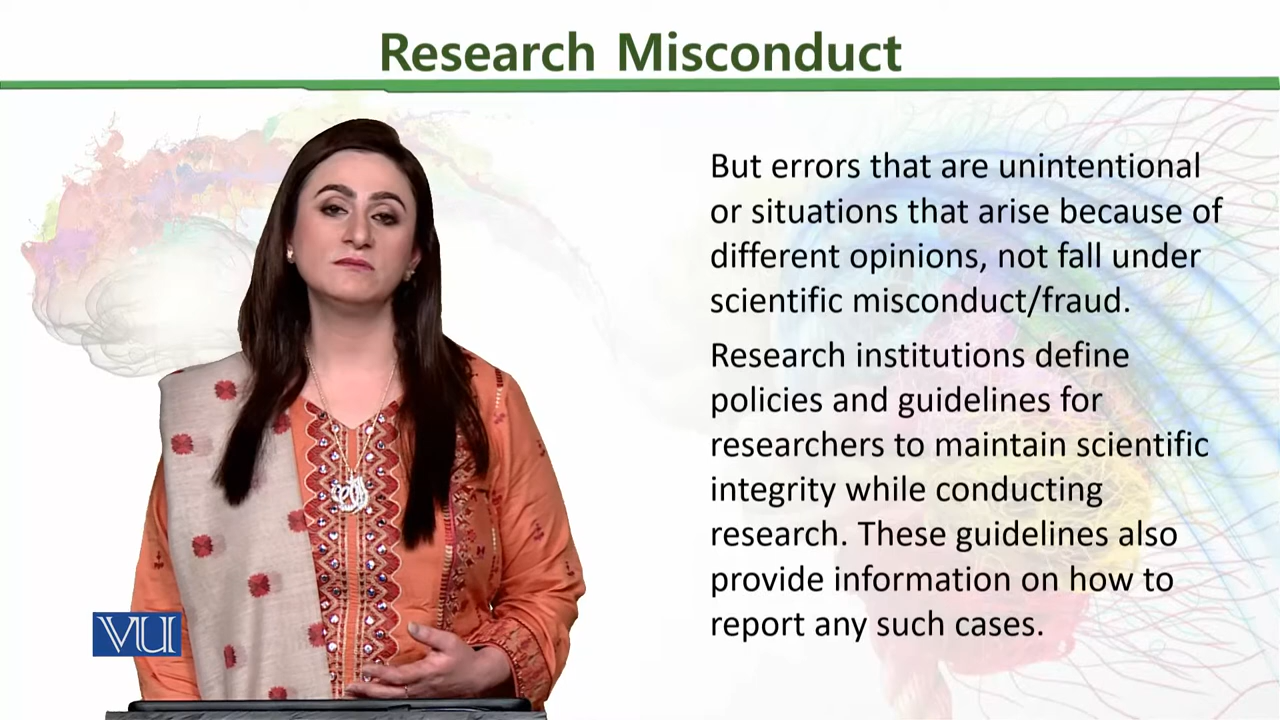 Research Misconduct
But errors that are unintentional
or situations that arise because of
different opinions, not fall under
scientific misconduct/fraud.
Research institutions define
policies and guidelines for
researchers to maintain scientific
integrity while conducting
research. These guidelines also
provide information on how to
report any such cases.
VU